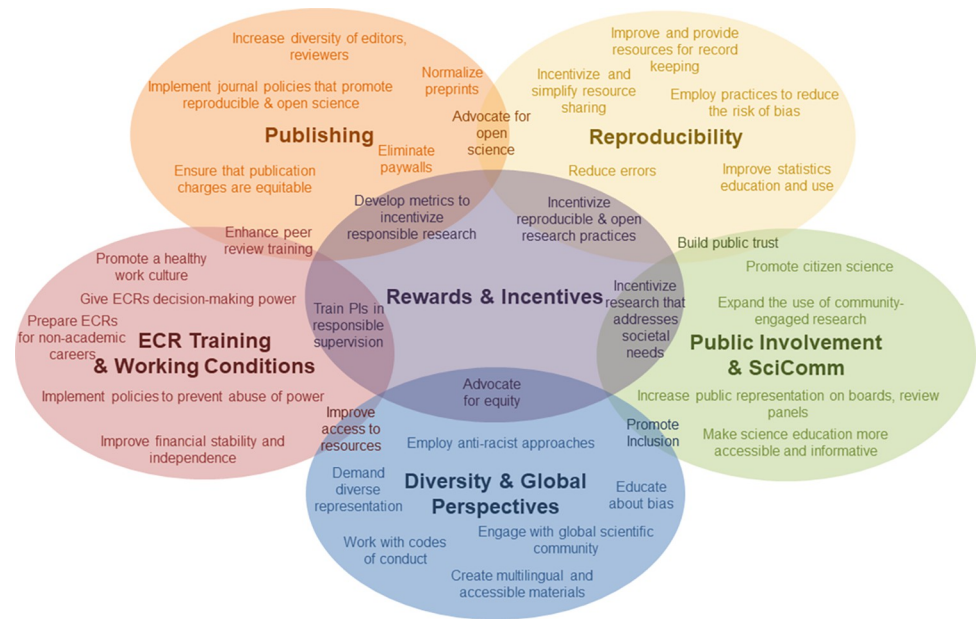 Increase diversity of editors,
reviewers
Implement journal policies that promote
reproducible & open science
Normalize
preprints
Publishing
Eliminate
paywalls
Ensure that publication
charges are equitable
Advocate for
open
science
Improve and provide
resources for record
keeping
Incentivize and
simplify resource
sharing
Employ practices to reduce
the risk of bias
Reproducibility
Reduce errors
Improve statistics
education and use
Develop metrics to
incentivize
responsible research
Incentivize
reproducible & open
research practices
Enhance peer
review training
Build public trust
Promote a healthy
work culture
Give ECRs decision-making power
Prepare ECRs
for non-academic
careers
ECR Training
& Working Conditions
Implement policies to prevent abuse of power
Improve financial stability and
independence
Train PIs in
responsible
supervision
Rewards & Incentives
Incentivize
research that
addresses
societal
needs
Promote citizen science
Expand the use of community-
engaged research
Public Involvement
& SciComm
Increase public representation on boards, review
panels
Make science education more
accessible and informative
Advocate
for equity
Improve
access to
resources
Promote
Inclusion
Employ anti-racist approaches
Demand
diverse
representation
Diversity & Global
Perspectives
Educate
about bias
Work with codes
of conduct
Engage with global scientific
community
Create multilingual and
accessible materials